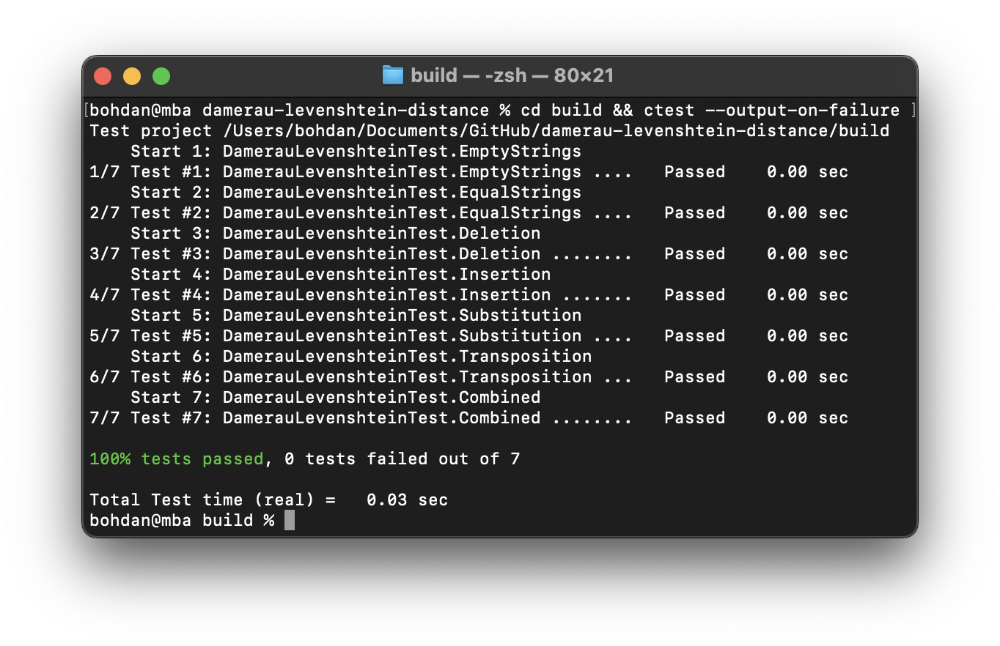 build — -zsh — 80×21
[bohdan@mba damerau-levenshtein-distance % cd build && ctest --output-on-failure ]
Test project /Users/bohdan/Documents/GitHub/damerau-levenshtein-distance/build
    Start 1: DamerauLevenshteinTest.EmptyStrings
1/7 Test #1: DamerauLevenshteinTest.EmptyStrings ....   Passed    0.00 sec
    Start 2: DamerauLevenshteinTest.EqualStrings
2/7 Test #2: DamerauLevenshteinTest.EqualStrings ....   Passed    0.00 sec
    Start 3: DamerauLevenshteinTest.Deletion
3/7 Test #3: DamerauLevenshteinTest.Deletion ........   Passed    0.00 sec
    Start 4: DamerauLevenshteinTest.Insertion
4/7 Test #4: DamerauLevenshteinTest.Insertion .......   Passed    0.00 sec
    Start 5: DamerauLevenshteinTest.Substitution
5/7 Test #5: DamerauLevenshteinTest.Substitution ....   Passed    0.00 sec
    Start 6: DamerauLevenshteinTest.Transposition
6/7 Test #6: DamerauLevenshteinTest.Transposition ...   Passed    0.00 sec
    Start 7: DamerauLevenshteinTest.Combined
7/7 Test #7: DamerauLevenshteinTest.Combined ........   Passed    0.00 sec
100% tests passed, 0 tests failed out of 7
Total Test time (real) =   0.03 sec
bohdan@mba build %